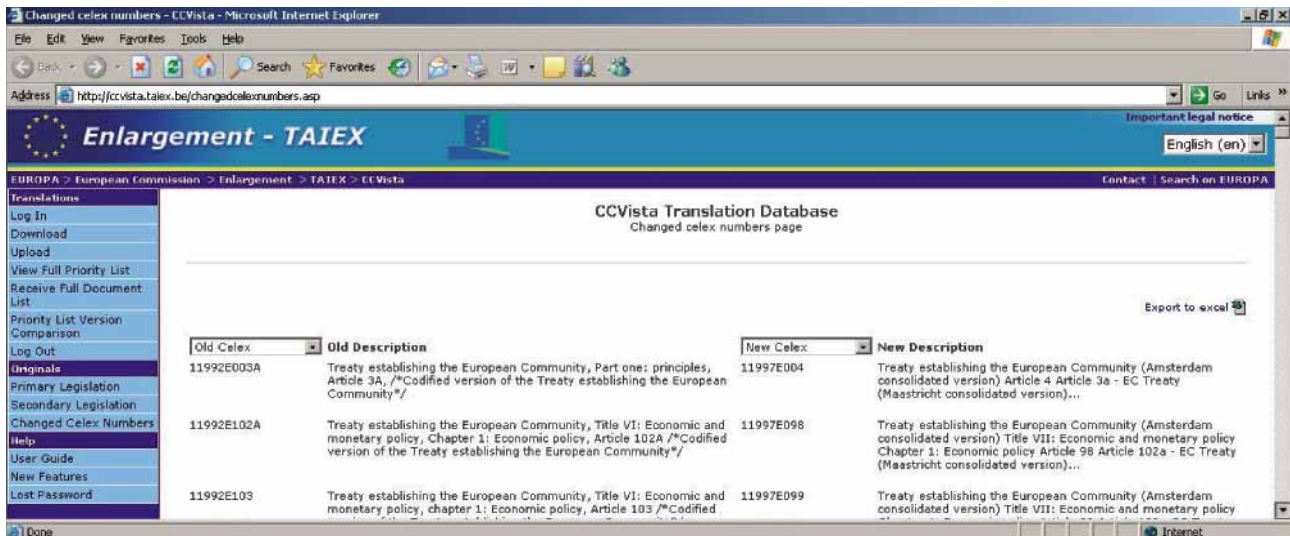 Changed celex numbers - CCVista - Microsoft Internet Explorer
File Edit View Favorites Tools Help
Back Search Favorites
Address http://ccvista.taiex.be/changedcelexnumbers.asp Go Links »
Important legal notice
Enlargement - TAIEX
English (en)
EUROPA > European Commission > Enlargement > TAIEX > CCVista
Contact | Search on EUROPA
Translations
Log In
Download
Upload
View Full Priority List
Receive Full Document
List
Priority List Version
Comparison
Log Out
Originals
Primary Legislation
Secondary Legislation
Changed Celex Numbers
Help
User Guide
New Features
Lost Password
CCVista Translation Database
Changed celex numbers page
Export to excel
Old Celex Old Description New Celex New Description
11992E003A
Treaty establishing the European Community, Part one: principles,
Article 3A, /*Codified version of the Treaty establishing the European
Community*/
11997E004
Treaty establishing the European Community (Amsterdam
consolidated version) Article 4 Article 3a - EC Treaty
(Maastricht consolidated version)...
11992E102A
Treaty establishing the European Community, Title VI: Economic and
monetary policy, Chapter 1: Economic policy, Article 102A /*Codified
version of the Treaty establishing the European Community*/
11997E098
Treaty establishing the European Community (Amsterdam
consolidated version) Title VII: Economic and monetary policy
Chapter 1: Economic policy Article 98 Article 102a - EC Treaty
(Maastricht consolidated version)...
11992E103
Treaty establishing the European Community, Title VI: Economic and
monetary policy, chapter 1: Economic policy, Article 103 /*Codified
11997E099
Treaty establishing the European Community (Amsterdam
consolidated version) Title VII: Economic and monetary policy
Done
Internet